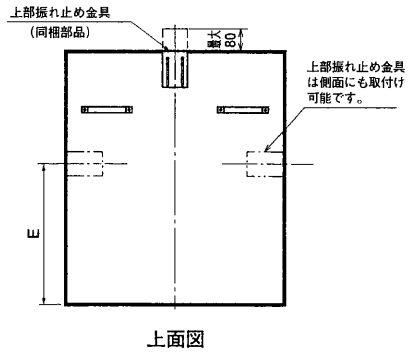 上部振れ止め金具
(同梱部品)
最大
80
上部振れ止め金具
は側面にも取付け
可能です。
E
上面図